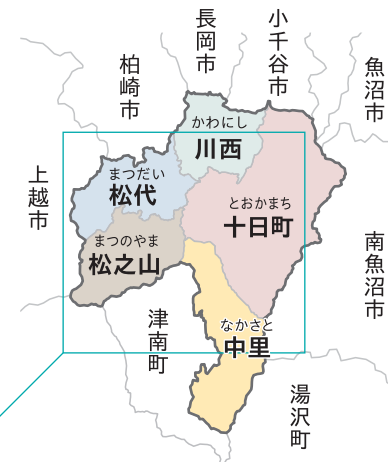 長岡市
小千谷市
柏崎市
魚沼市
かわにし
川西
上越市
まつだい
松代
とおかまち
十日町
まつのやま
松之山
南魚沼市
津南町
なかさと
中里
湯沢町